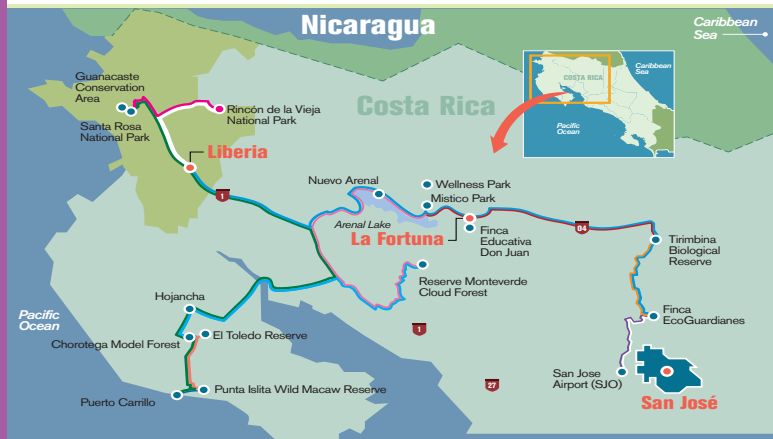 Nicaragua
Caribbean
Sea
COSTA RICA
Caribbean
Sea
Pacific
Ocean
Guanacaste
Conservation
Area
Santa Rosa
National Park
Rincón de la Vieja
National Park
Costa Rica
Liberia
1
Nuevo Arenal
Wellness Park
Mistico Park
Arenal Lake
La Fortuna
Finca
Educativa
Don Juan
04
Tirimbina
Biological
Reserve
Reserve Monteverde
Cloud Forest
Pacific
Ocean
Hojancha
Chorotega Model Forest
El Toledo Reserve
1
Finca
EcoGuardianes
Puerto Carrillo
Punta Islita Wild Macaw Reserve
27
San Jose
Airport (SJO)
San José